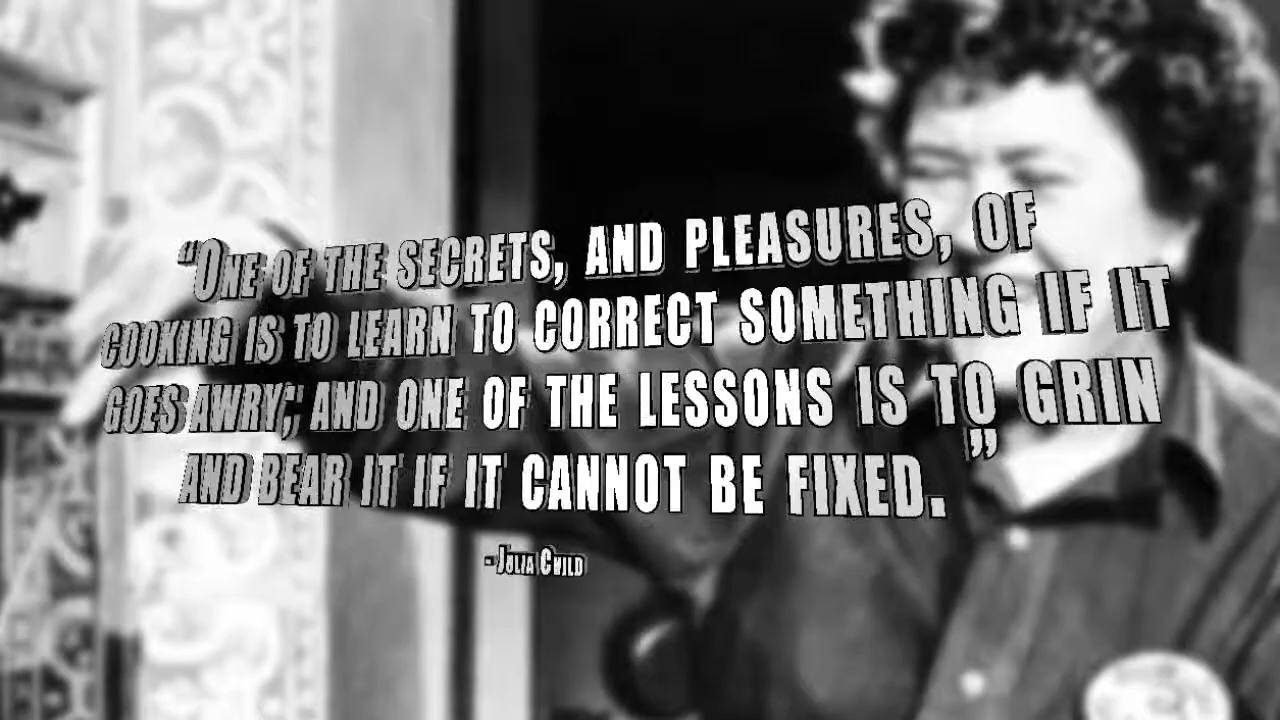 “One of the secrets, and pleasures, of
cooking is to learn to correct something if it
goes awry; and one of the lessons is to grin
and bear it if it cannot be fixed.”
- Julia Child